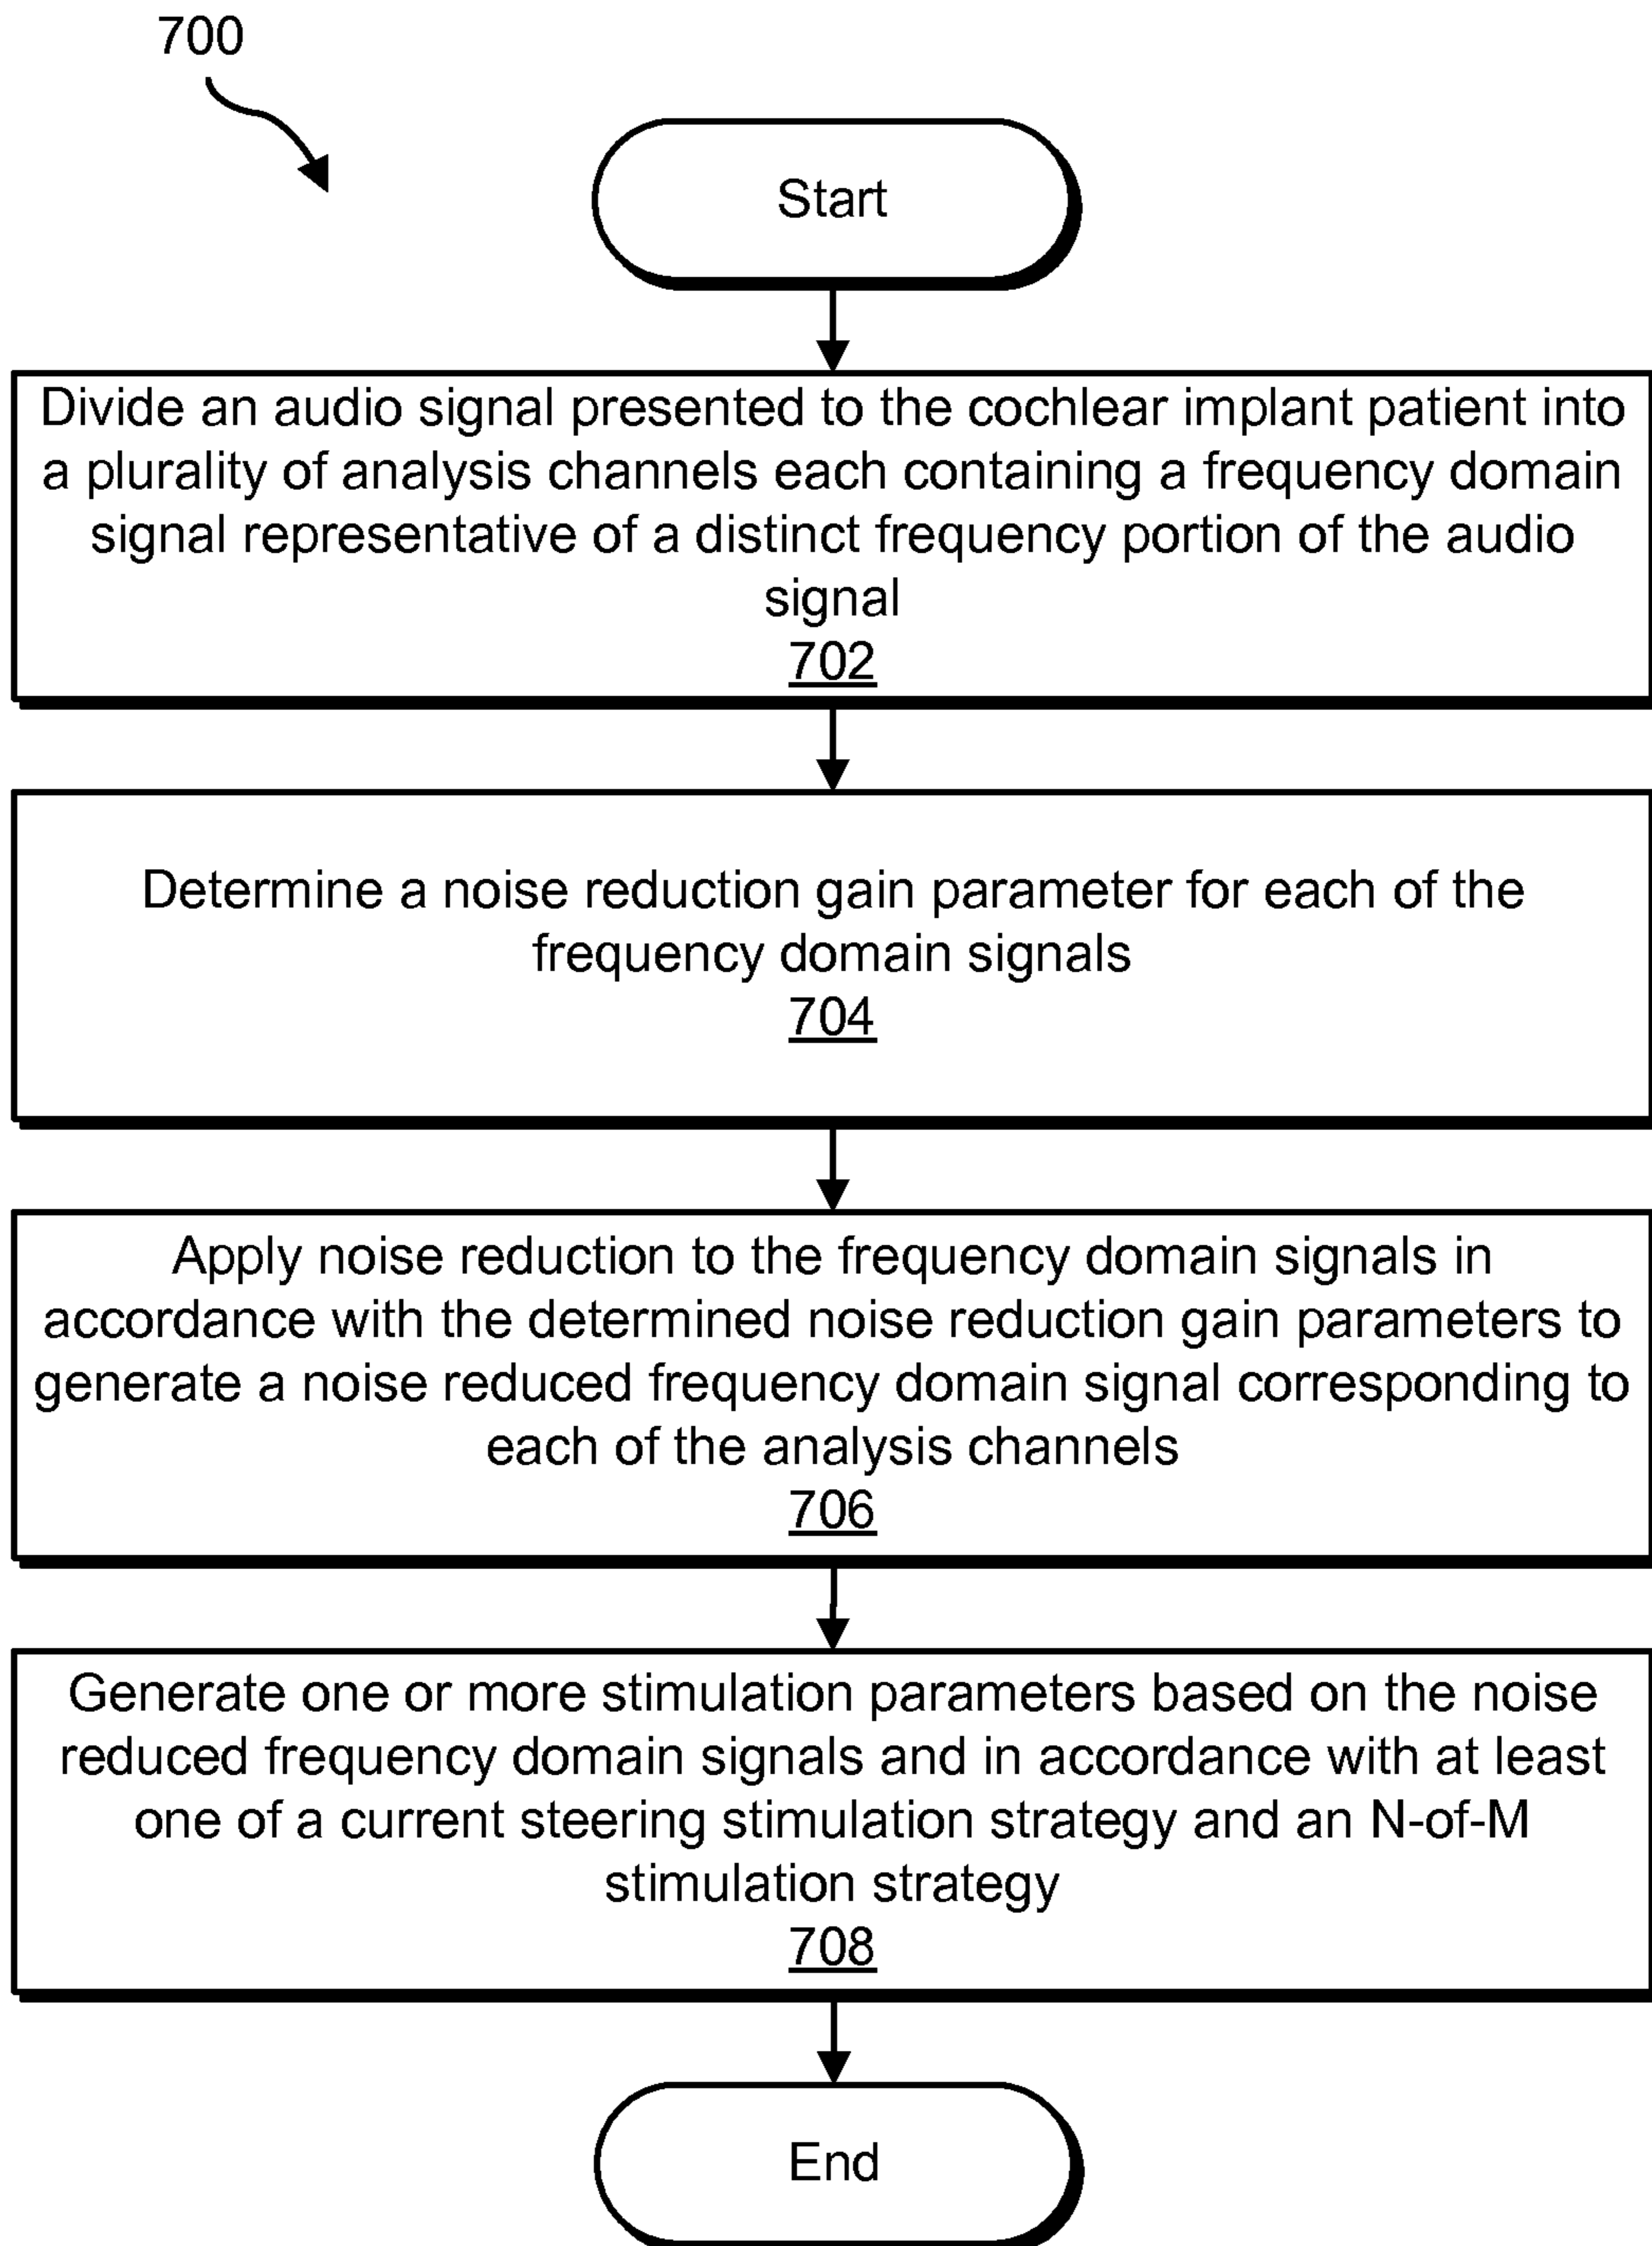 700
Start
Divide an audio signal presented to the cochlear implant patient into
a plurality of analysis channels each containing a frequency domain
signal representative of a distinct frequency portion of the audio
signal
702
Determine a noise reduction gain parameter for each of the
frequency domain signals
704
Apply noise reduction to the frequency domain signals in
accordance with the determined noise reduction gain parameters to
generate a noise reduced frequency domain signal corresponding to
each of the analysis channels
706
Generate one or more stimulation parameters based on the noise
reduced frequency domain signals and in accordance with at least
one of a current steering stimulation strategy and an N-of-M
stimulation strategy
708
End